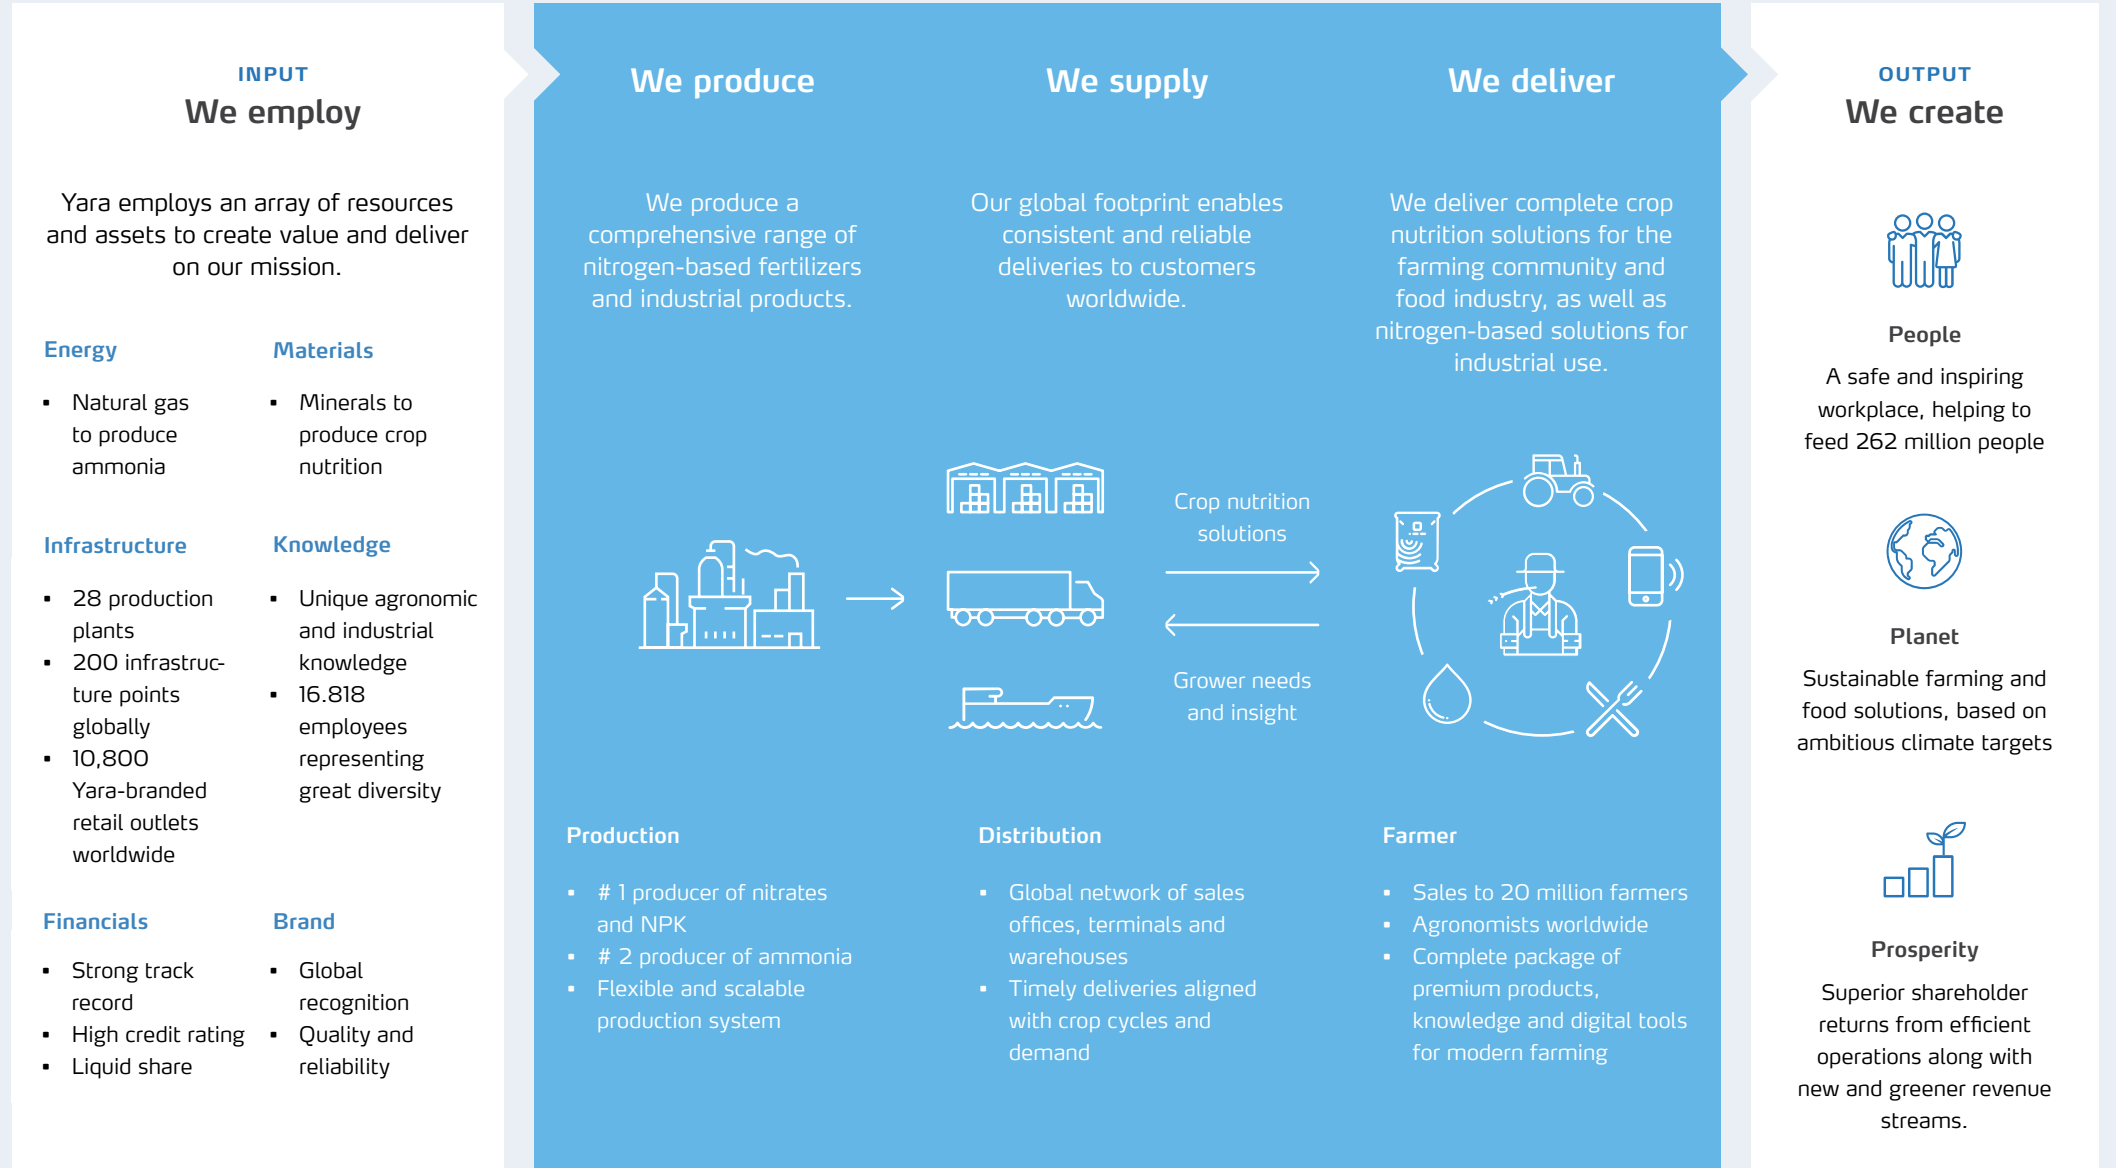 INPUT
We employ
Yara employs an array of resources
and assets to create value and deliver
on our mission.
Energy
▪ Natural gas
to produce
ammonia
Materials
▪ Minerals to
produce crop
nutrition
Infrastructure
▪ 28 production
plants
▪ 200 infrastruc-
ture points
globally
▪ 10,800
Yara-branded
retail outlets
worldwide
Knowledge
▪ Unique agronomic
and industrial
knowledge
▪ 16.818
employees
representing
great diversity
Financials
▪ Strong track
record
▪ High credit rating
▪ Liquid share
Brand
▪ Global
recognition
▪ Quality and
reliability
We produce
We produce a
comprehensive range of
nitrogen-based fertilizers
and industrial products.
Production
▪ # 1 producer of nitrates
and NPK
▪ # 2 producer of ammonia
▪ Flexible and scalable
production system
We supply
Our global footprint enables
consistent and reliable
deliveries to customers
worldwide.
Crop nutrition
solutions
Grower needs
and insight
Distribution
▪ Global network of sales
offices, terminals and
warehouses
▪ Timely deliveries aligned
with crop cycles and
demand
We deliver
We deliver complete crop
nutrition solutions for the
farming community and
food industry, as well as
nitrogen-based solutions for
industrial use.
Farmer
▪ Sales to 20 million farmers
▪ Agronomists worldwide
▪ Complete package of
premium products,
knowledge and digital tools
for modern farming
OUTPUT
We create
People
A safe and inspiring
workplace, helping to
feed 262 million people
Planet
Sustainable farming and
food solutions, based on
ambitious climate targets
Prosperity
Superior shareholder
returns from efficient
operations along with
new and greener revenue
streams.